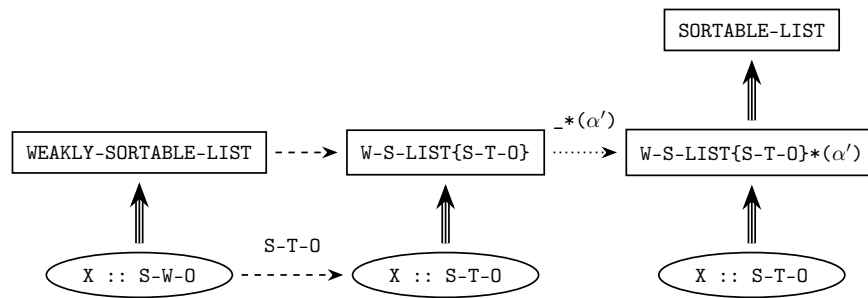 SORTABLE-LIST
_*(α′)
WEAKLY-SORTABLE-LIST
W-S-LIST{S-T-O}
W-S-LIST{S-T-O}*(α′)
S-T-O
X :: S-W-O
X :: S-T-O
X :: S-T-O